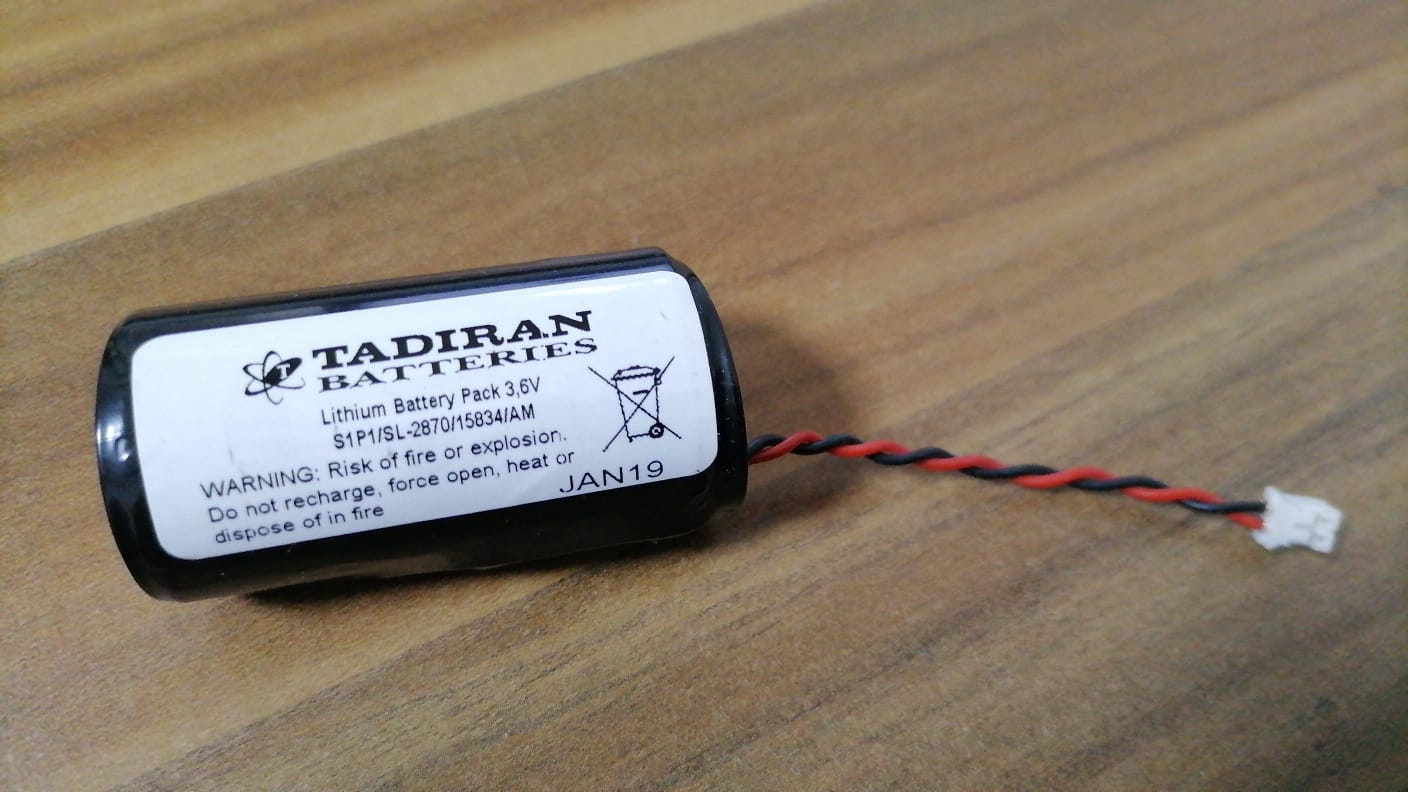 TADIRAN
BATTERIES
Lithium Battery Pack 3,6V
S1P1/SL-2870/15834/AM
WARNING: Risk of fire or explosion.
Do not recharge, force open, heat or
dispose of in fire
JAN19